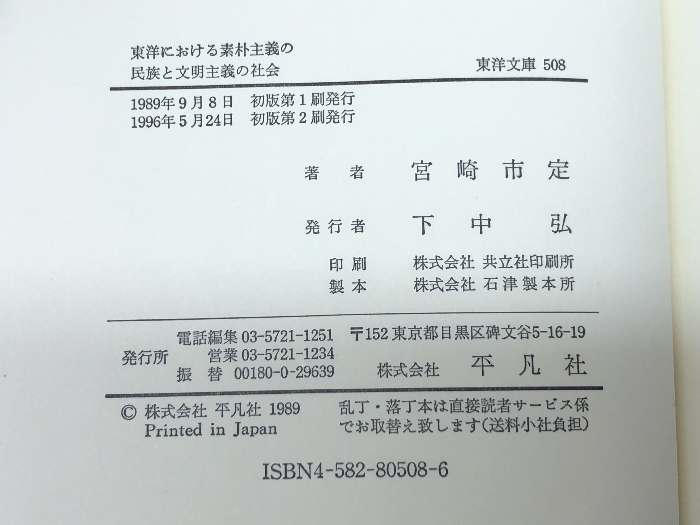 東洋における素朴主義の
民族と文明主義の社会
東洋文庫 508
1989年9月8日 初版第1刷発行
1996年5月24日 初版第2刷発行
著者 宮崎市定
発行者 下中弘
印刷 株式会社 共立社印刷所
製本 株式会社 石津製本所
発行所
電話編集 03-5721-1251
営業 03-5721-1234
振替 00180-0-29639
〒152 東京都目黒区碑文谷5-16-19
株式会社 平凡社
© 株式会社 平凡社 1989
Printed in Japan
乱丁・落丁本は直接読者サービス係
でお取替え致します(送料小社負担)
ISBN4-582-80508-6